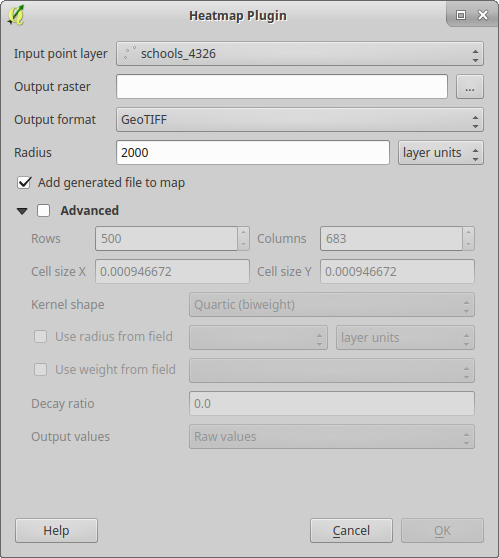 Heatmap Plugin
Input point layer schools_4326
Output raster ...
Output format GeoTIFF
Radius 2000 layer units
Add generated file to map
Advanced
Rows 500 Columns 683
Cell size X 0.000946672 Cell size Y 0.000946672
Kernel shape Quartic (biweight)
Use radius from field layer units
Use weight from field
Decay ratio 0.0
Output values Raw values
Help Cancel OK